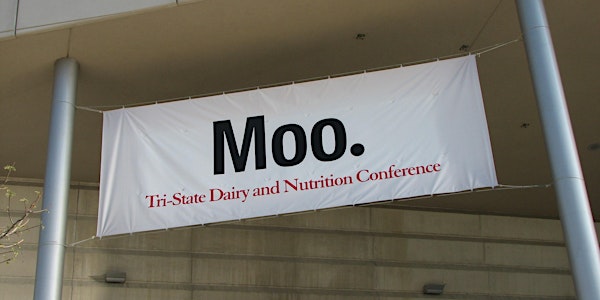 Moo.
Tri-State Dairy and Nutrition Conference